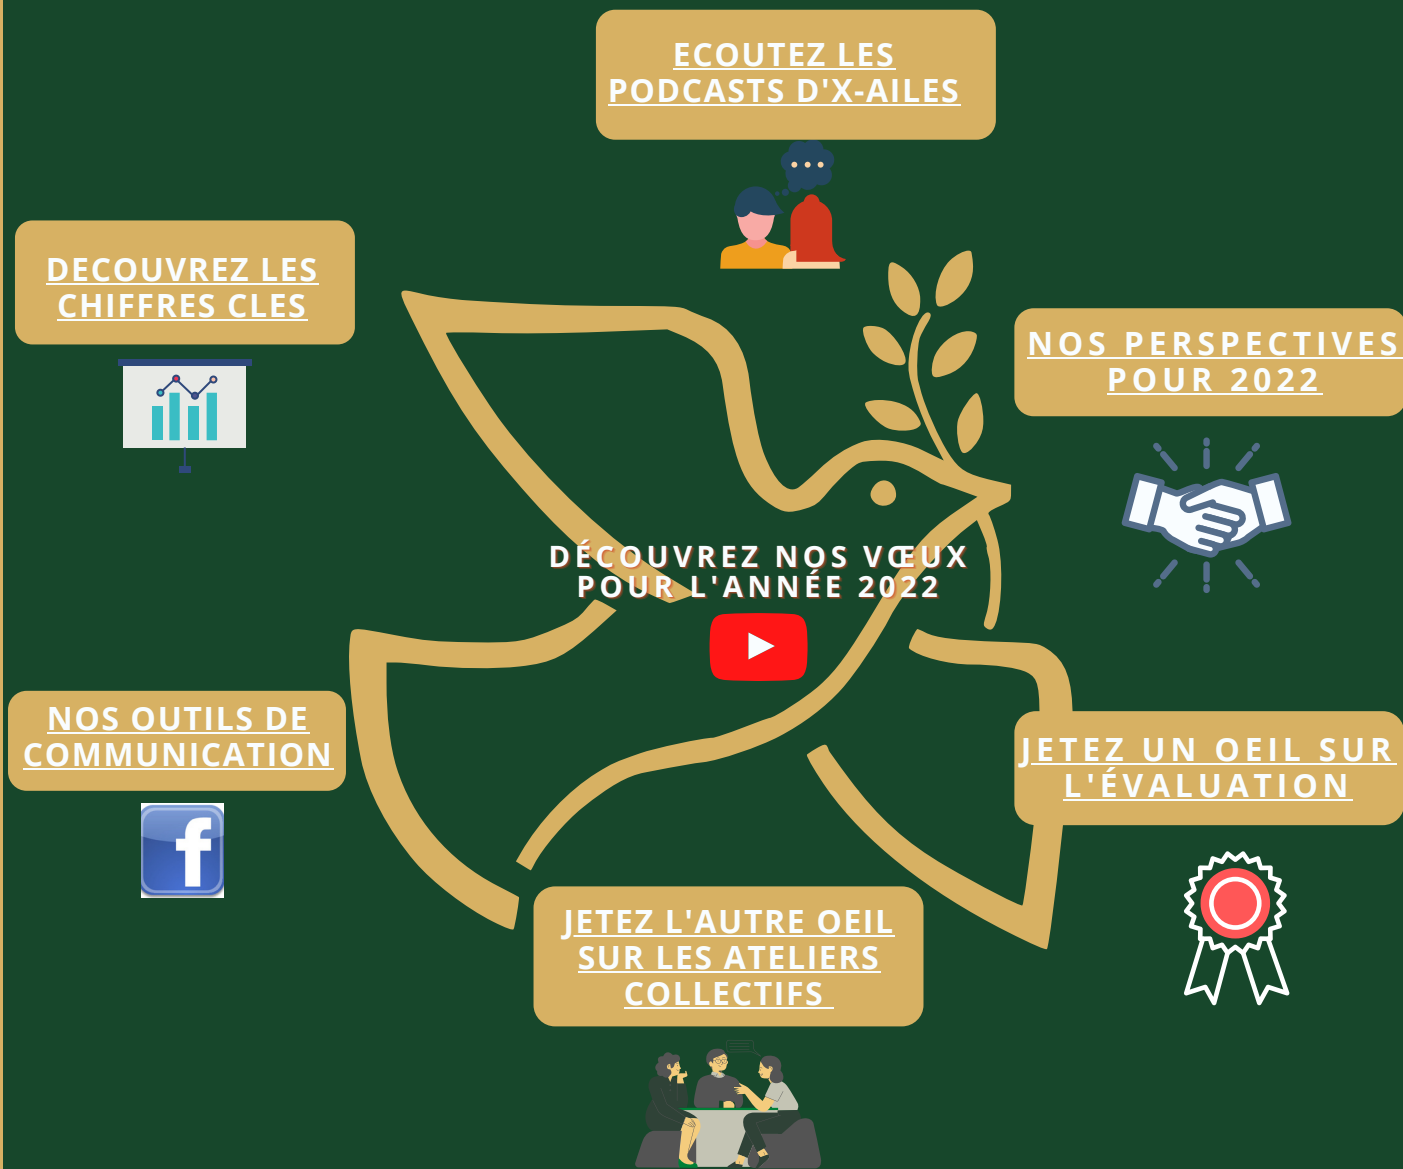 ECOUTEZ LES
PODCASTS D'X-AILES
DECOUVREZ LES
CHIFFRES CLES
NOS PERSPECTIVES
POUR 2022
DÉCOUVREZ NOS VŒUX
POUR L'ANNÉE 2022
NOS OUTILS DE
COMMUNICATION
JETEZ UN OEIL SUR
L'ÉVALUATION
JETEZ L'AUTRE OEIL
SUR LES ATELIERS
COLLECTIFS